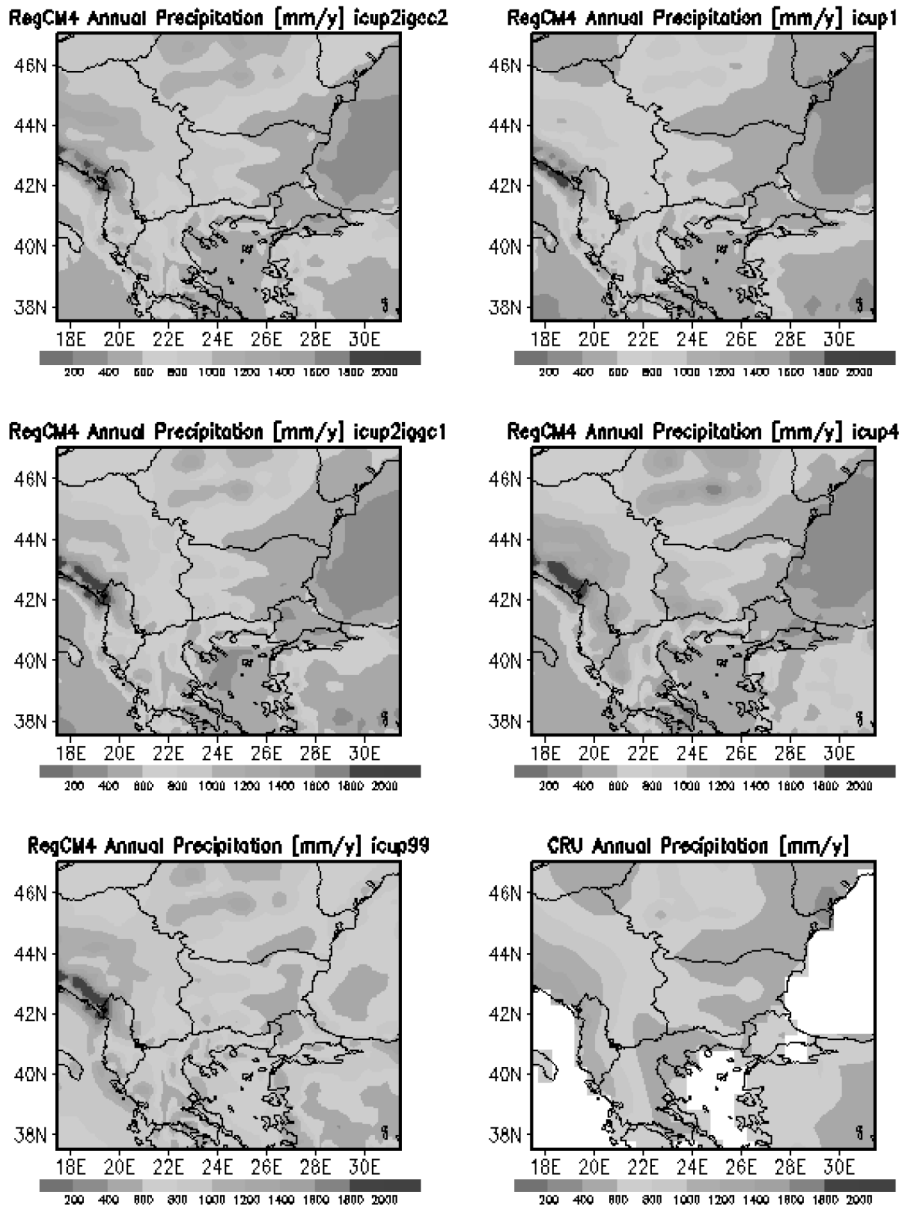 RegCM4 Annual Precipitation [mm/y] icup2igcc2
46N
44N
42N
40N
38N
18E 20E 22E 24E 26E 28E 30E
200 400 600 800 1000 1200 1400 1600 1800 2000
RegCM4 Annual Precipitation [mm/y] icup1
46N
44N
42N
40N
38N
18E 20E 22E 24E 26E 28E 30E
200 400 600 800 1000 1200 1400 1600 1800 2000
RegCM4 Annual Precipitation [mm/y] icup2iggc1
46N
44N
42N
40N
38N
18E 20E 22E 24E 26E 28E 30E
200 400 600 800 1000 1200 1400 1600 1800 2000
RegCM4 Annual Precipitation [mm/y] icup4
46N
44N
42N
40N
38N
18E 20E 22E 24E 26E 28E 30E
200 400 600 800 1000 1200 1400 1600 1800 2000
RegCM4 Annual Precipitation [mm/y] icup99
46N
44N
42N
40N
38N
18E 20E 22E 24E 26E 28E 30E
200 400 600 800 1000 1200 1400 1600 1800 2000
CRU Annual Precipitation [mm/y]
46N
44N
42N
40N
38N
18E 20E 22E 24E 26E 28E 30E
200 400 600 800 1000 1200 1400 1600 1800 2000